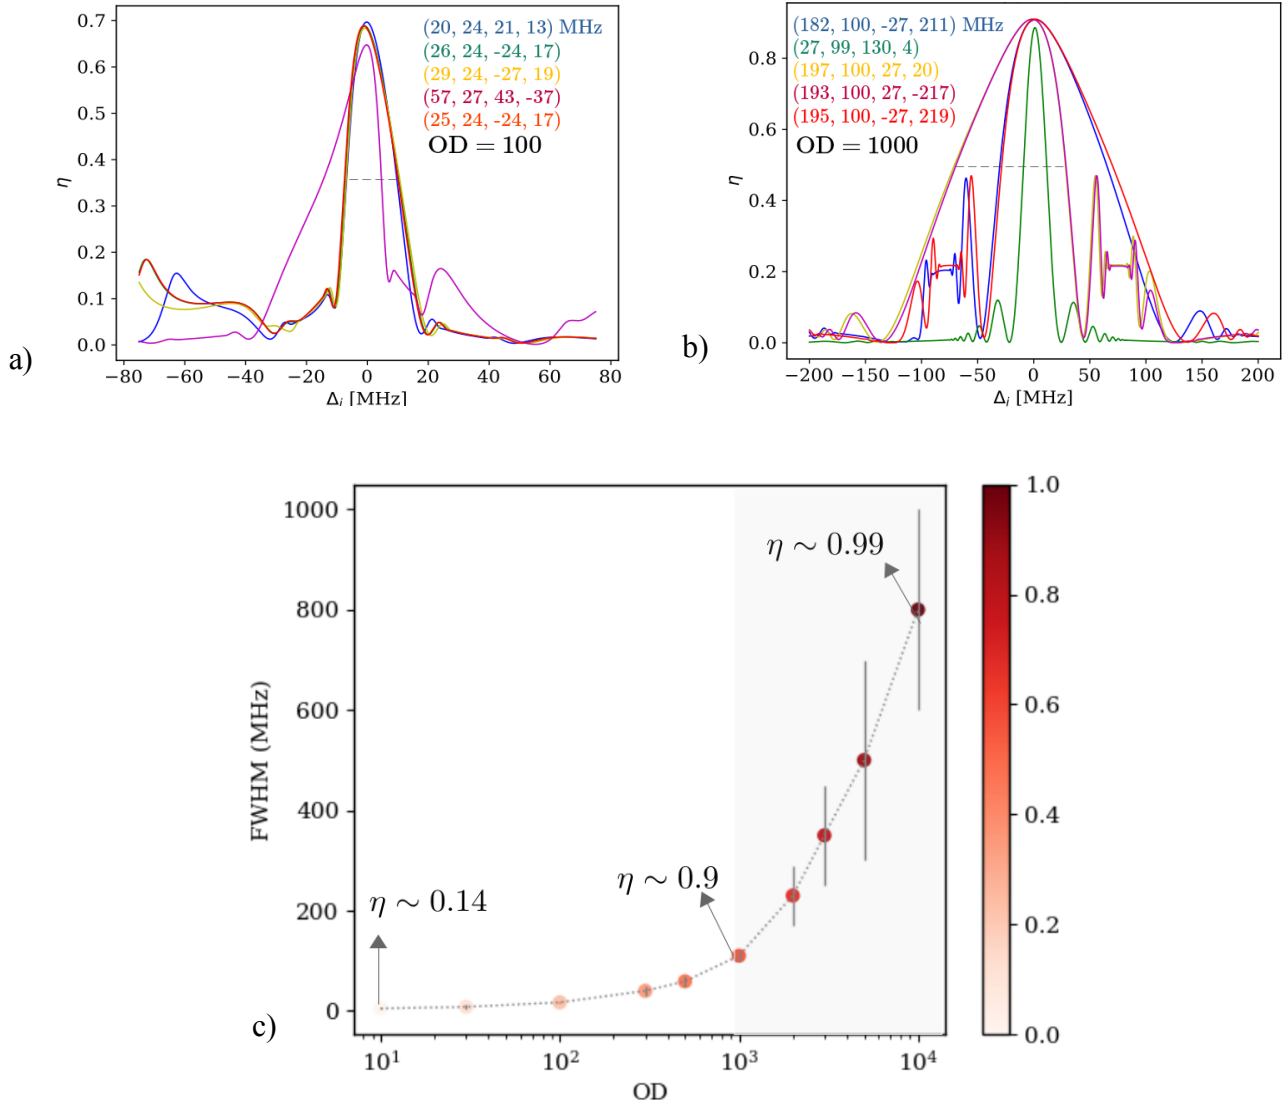 0.7
0.6
0.5
0.4
0.3
0.2
0.1
0.0
η
−80 −60 −40 −20 0 20 40 60 80
Δᵢ [MHz]
(20, 24, 21, 13) MHz
(26, 24, -24, 17)
(29, 24, -27, 19)
(57, 27, 43, -37)
(25, 24, -24, 17)
OD = 100
a)
0.8
0.6
0.4
0.2
0.0
η
−200 −150 −100 −50 0 50 100 150 200
Δᵢ [MHz]
(182, 100, -27, 211) MHz
(27, 99, 130, 4)
(197, 100, 27, 20)
(193, 100, 27, -217)
(195, 100, -27, 219)
OD = 1000
b)
1000
800
600
400
200
0
FWHM (MHz)
η ∼ 0.99
η ∼ 0.9
η ∼ 0.14
10¹ 10² 10³ 10⁴
OD
c)
1.0
0.8
0.6
0.4
0.2
0.0